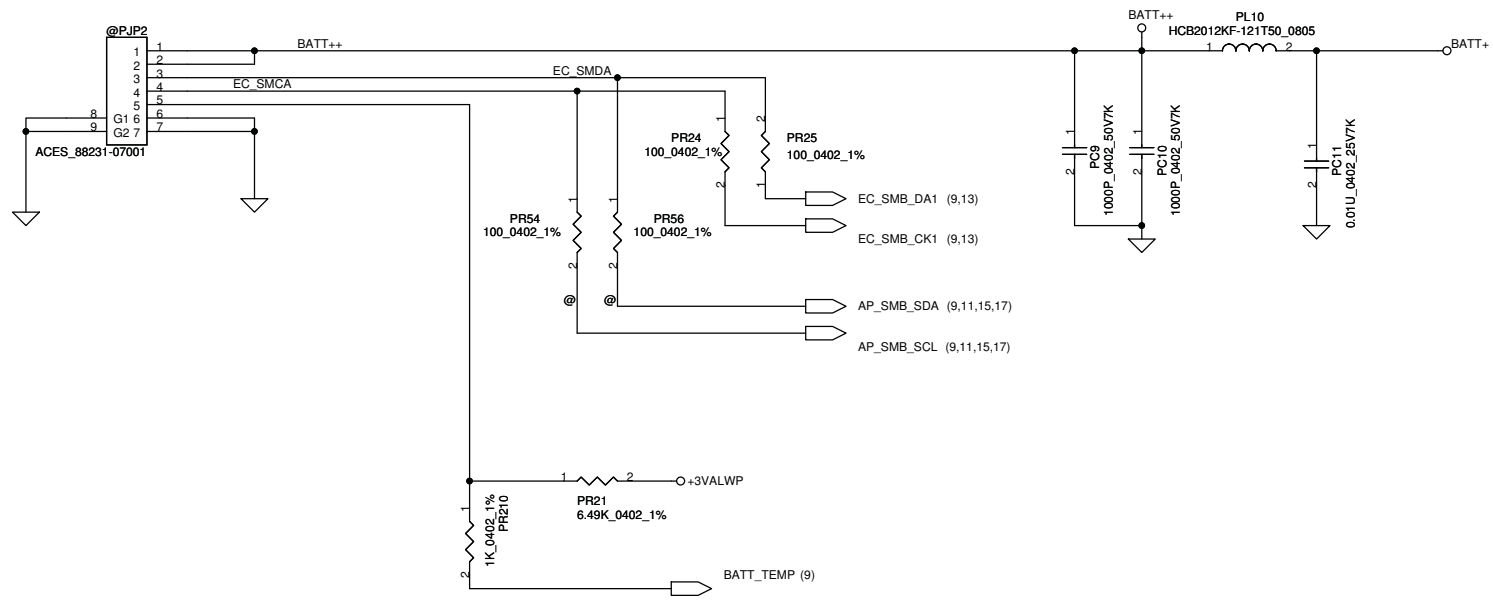 @PJP2
1 1
2 2
3 3
4 4
5 5
8 G1 6 6
9 G2 7 7
ACES_88231-07001
BATT++
EC_SMDA
EC_SMCA
BATT++
PL10
HCB2012KF-121T50_0805
1 2
BATT+
1
PR24
100_0402_1%
2
2
PR25
100_0402_1%
1
1
PC9
1000P_0402_50V7K
2
1
PC10
1000P_0402_50V7K
2
1
PC11
0.01U_0402_25V7K
2
EC_SMB_DA1 (9,13)
EC_SMB_CK1 (9,13)
1
PR54
100_0402_1%
2
@
1
PR56
100_0402_1%
2
@
AP_SMB_SDA (9,11,15,17)
AP_SMB_SCL (9,11,15,17)
1 2
+3VALWP
PR21
6.49K_0402_1%
1
1K_0402_1%
PR210
2
BATT_TEMP (9)